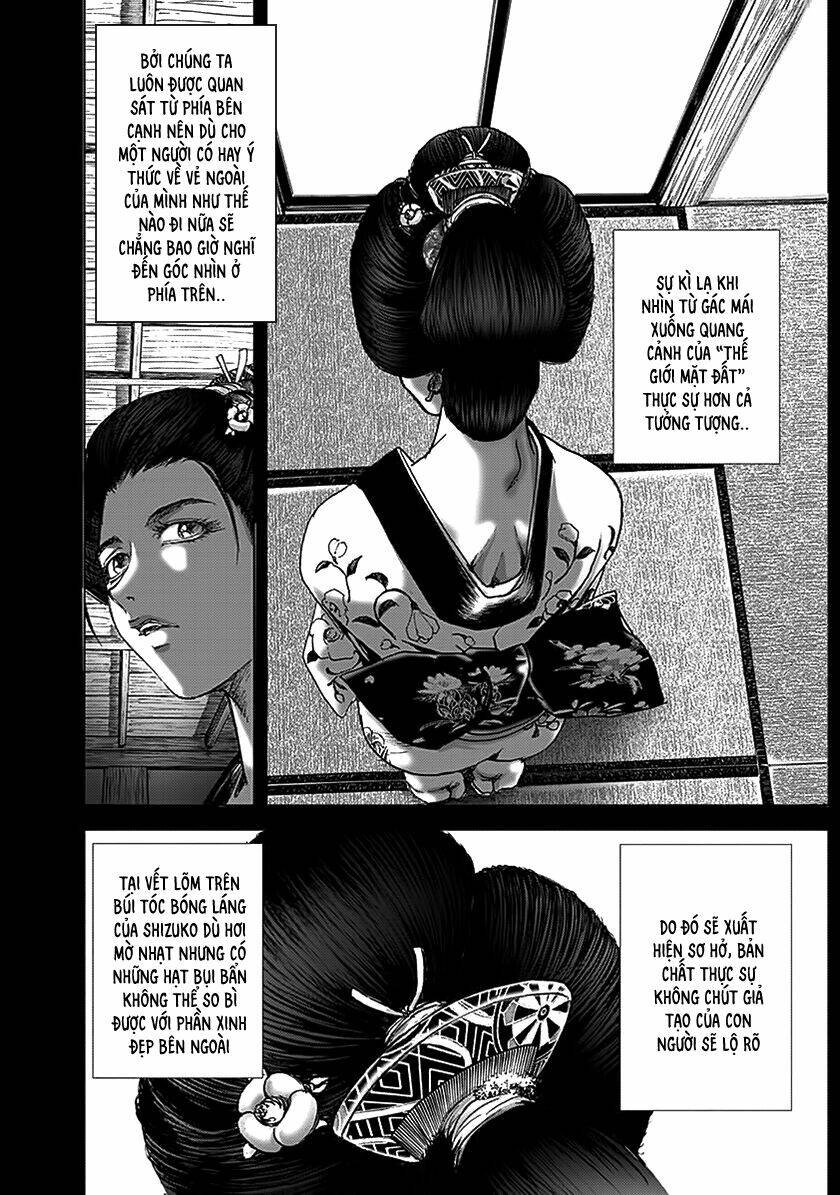 SỰ KÌ LẠ KHI
NHÌN TỪ GÁC MÁI
XUỐNG QUANG
CẢNH CỦA "THẾ
GIỚI MẶT ĐẤT"
THỰC SỰ HƠN CẢ
TƯỞNG TƯỢNG..
BỞI CHÚNG TA
LUÔN ĐƯỢC QUAN
SÁT TỪ PHÍA BÊN
CẠNH NÊN DÙ CHO
MỘT NGƯỜI CÓ HAY Ý
THỨC VỀ VẺ NGOÀI
CỦA MÌNH NHƯ THẾ
NÀO ĐI NỮA SẼ
CHẲNG BAO GIỜ NGHĨ
ĐẾN GÓC NHÌN Ở
PHÍA TRÊN..
DO ĐÓ SẼ XUẤT
HIỆN SƠ HỞ, BẢN
CHẤT THỰC SỰ
KHÔNG CHÚT GIẢ
TẠO CỦA CON
NGƯỜI SẼ LỘ RÕ
TẠI VẾT LÕM TRÊN
BÚI TÓC BÓNG LÁNG
CỦA SHIZUKO DÙ HƠI
MỜ NHẠT NHƯNG CÓ
NHỮNG HẠT BỤI BẨN
KHÔNG THỂ SO BÌ
ĐƯỢC VỚI PHẦN XINH
ĐẸP BÊN NGOÀI